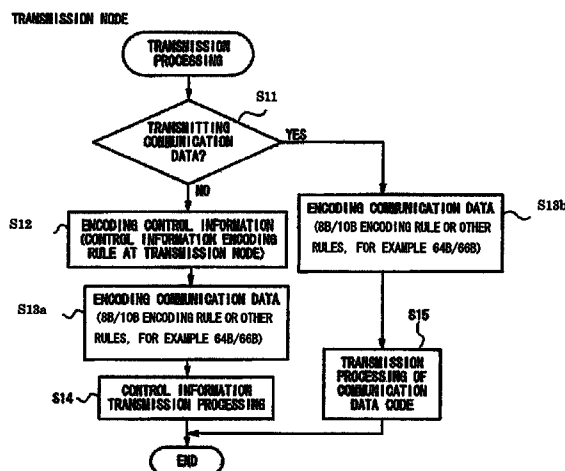 TRANSMISSION NODE
TRANSMISSION
PROCESSING
S11
TRANSMITTING
COMMUNICATION
DATA?
YES
NO
S12
ENCODING CONTROL INFORMATION
(CONTROL INFORMATION ENCODING
RULE AT TRANSMISSION NODE)
S13b
ENCODING COMMUNICATION DATA
(8B/10B ENCODING RULE OR OTHER
RULES, FOR EXAMPLE 64B/66B)
S13a
ENCODING COMMUNICATION DATA
(8B/10B ENCODING RULE OR OTHER
RULES, FOR EXAMPLE 64B/66B)
S15
TRANSMISSION
PROCESSING OF
COMMUNICATION
DATA CODE
S14
CONTROL INFORMATION
TRANSMISSION PROCESSING
END